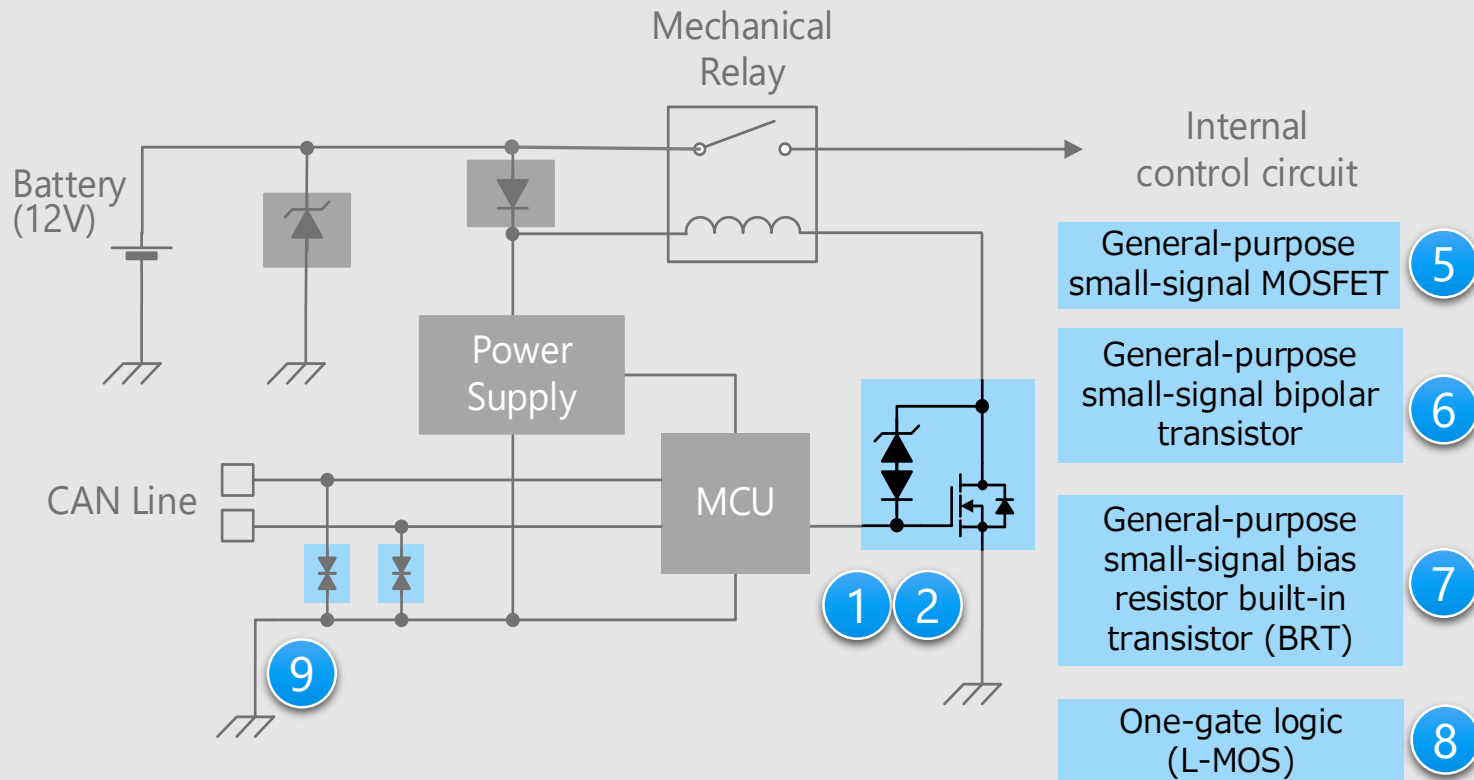 Mechanical
Relay
Internal
control circuit
Battery
(12V)
General-purpose
small-signal MOSFET
5
Power
Supply
General-purpose
small-signal bipolar
transistor
6
CAN Line
MCU
General-purpose
small-signal bias
resistor built-in
transistor (BRT)
7
1
2
9
One-gate logic
(L-MOS)
8